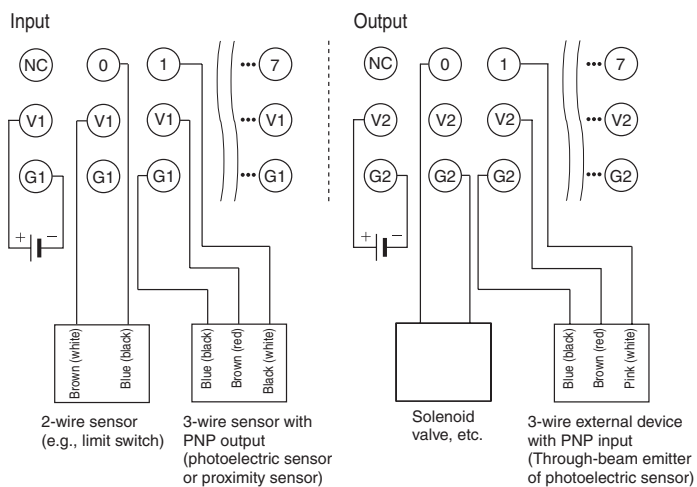 Input
Output
NC 0 1 ••• 7
V1 V1 V1 ••• V1
G1 G1 G1 ••• G1
+ −
NC 0 1 ••• 7
V2 V2 V2 ••• V2
G2 G2 G2 ••• G2
+ −
Brown (white)
Blue (black)
Blue (black)
Brown (red)
Black (white)
Blue (black)
Brown (red)
Pink (white)
2-wire sensor
(e.g., limit switch)
3-wire sensor with
PNP output
(photoelectric sensor
or proximity sensor)
Solenoid
valve, etc.
3-wire external device
with PNP input
(Through-beam emitter
of photoelectric sensor)